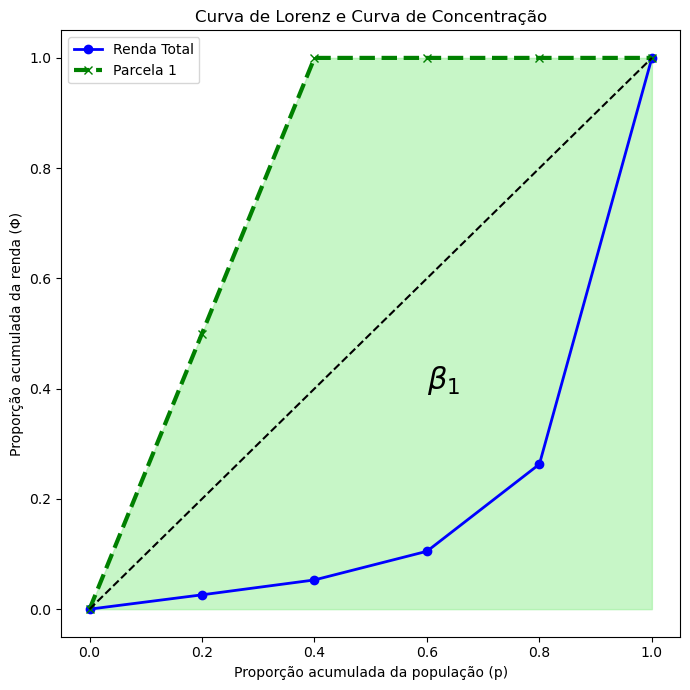 Curva de Lorenz e Curva de Concentração
Renda Total
Parcela 1
Proporção acumulada da renda (Φ)
1.0
0.8
0.6
0.4
0.2
0.0
β₁
0.0 0.2 0.4 0.6 0.8 1.0
Proporção acumulada da população (p)